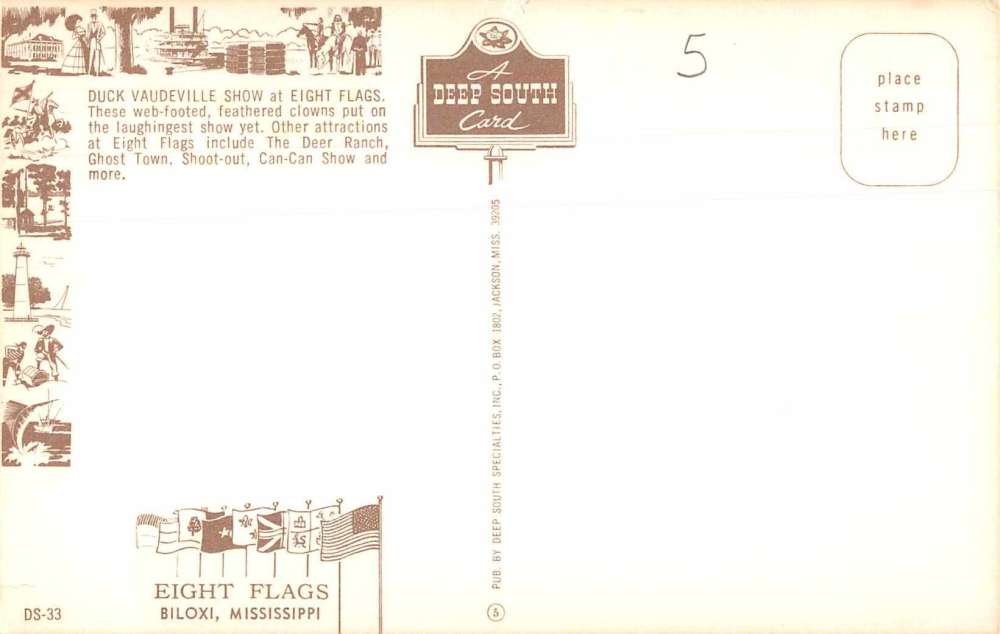 DUCK VAUDEVILLE SHOW at EIGHT FLAGS.
These web-footed, feathered clowns put on
the laughingest show yet. Other attractions
at Eight Flags include The Deer Ranch,
Ghost Town, Shoot-out, Can-Can Show and
more.
A
DEEP SOUTH
Card
5
place
stamp
here
PUB. BY DEEP SOUTH SPECIALTIES, INC., P. O. BOX 1802, JACKSON, MISS. 39205
EIGHT FLAGS
BILOXI, MISSISSIPPI
DS-33
5